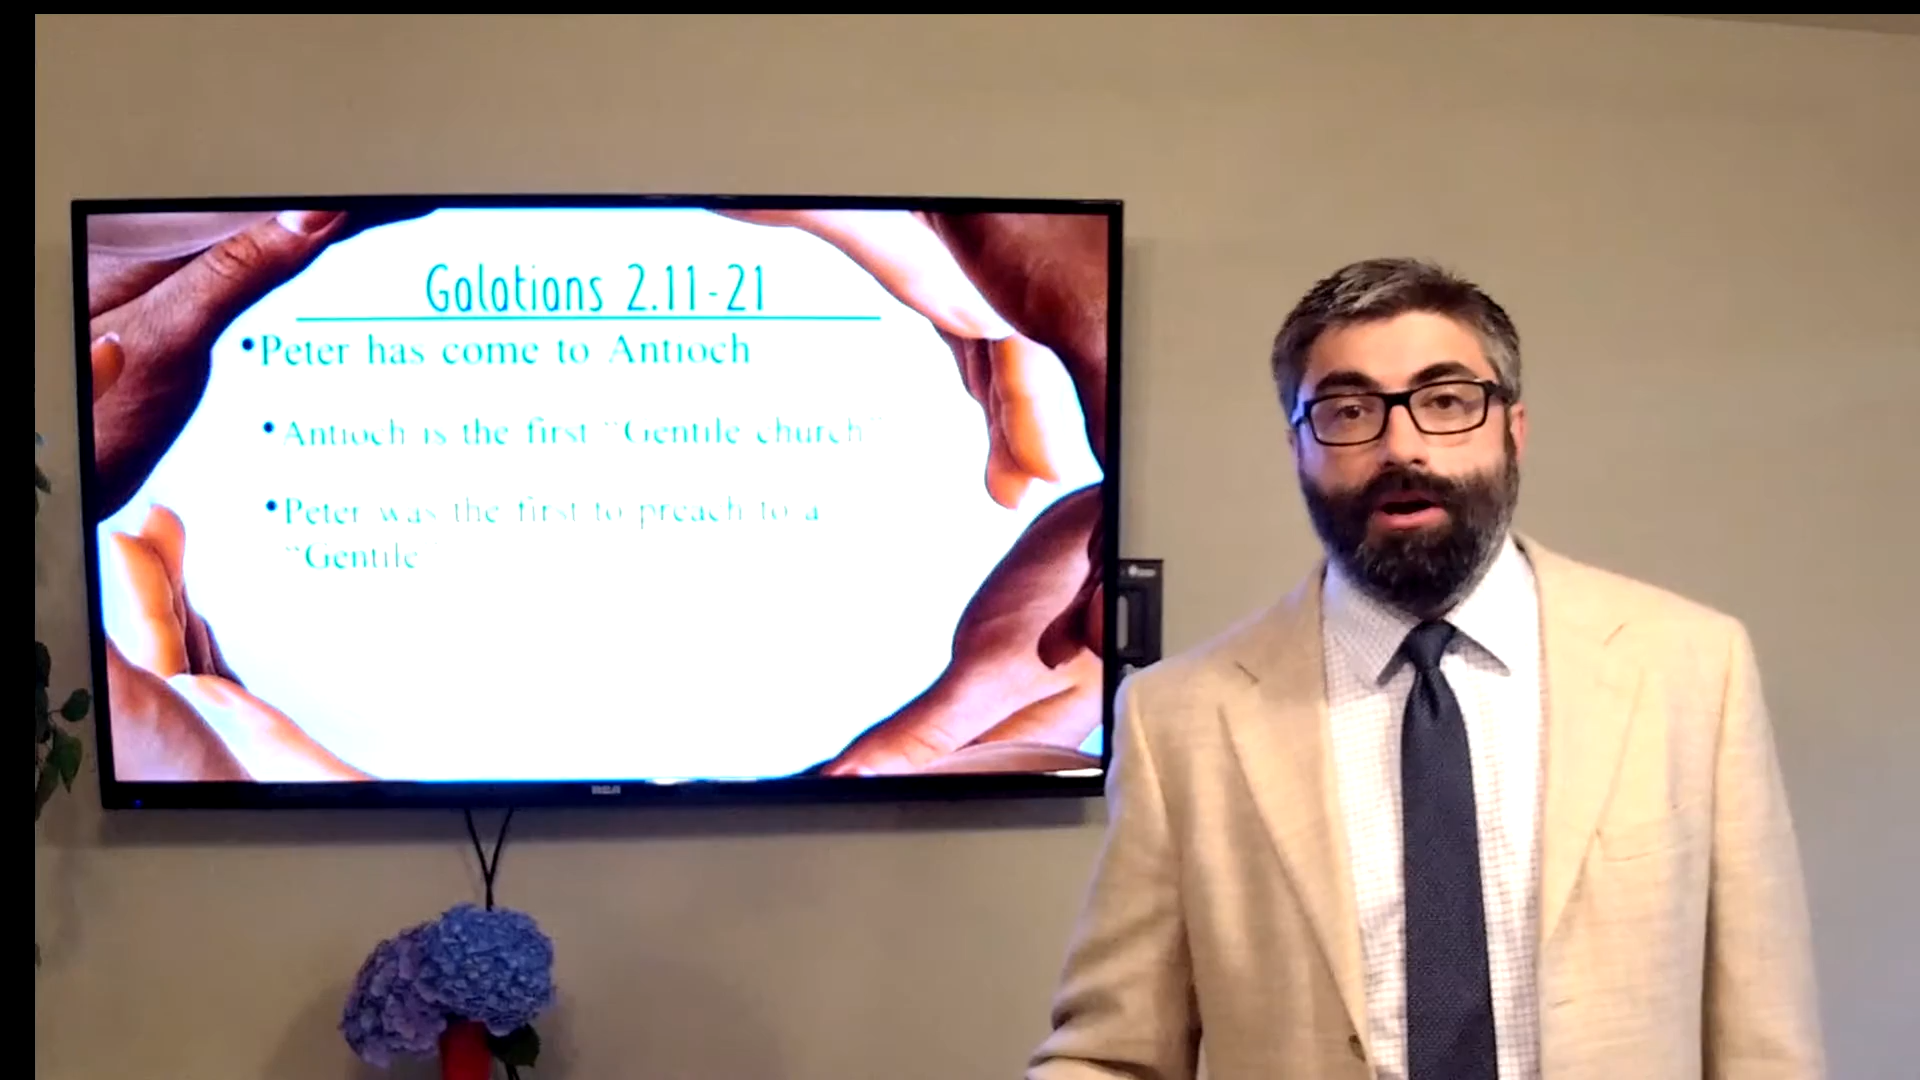 Galatians 2.11-21
•Peter has come to Antioch
•Antioch is the first “Gentile church”
•Peter was the first to preach to a
“Gentile”
RCA